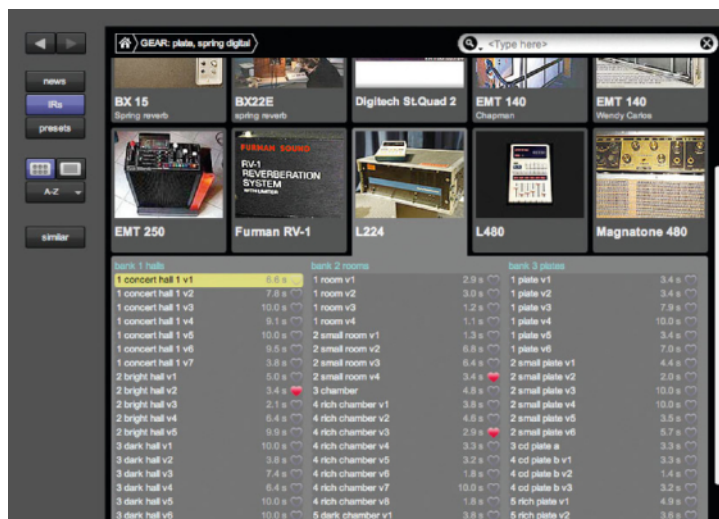 GEAR: plate, spring digital
<Type here>
news
IRs
presets
A-Z
similar
BX 15
Spring reverb
BX22E
spring reverb
Digitech St.Quad 2
EMT 140
Chapman
EMT 140
Wendy Carlos
FURMAN SOUND
RV-1
REVERBERATION
SYSTEM
WITH LIMITER
EMT 250
Furman RV-1
L224
L480
Magnatone 480
bank 1 halls
1 concert hall 1 v1 6.6 s
1 concert hall 1 v2 7.6 s
1 concert hall 1 v3 10.0 s
1 concert hall 1 v4 9.1 s
1 concert hall 1 v5 10.0 s
1 concert hall 1 v6 9.5 s
1 concert hall 1 v7 3.8 s
2 bright hall v1 5.0 s
2 bright hall v2 3.4 s
2 bright hall v3 2.1 s
2 bright hall v4 6.4 s
2 bright hall v5 9.9 s
3 dark hall v1 10.0 s
3 dark hall v2 3.8 s
3 dark hall v3 7.4 s
3 dark hall v4 6.4 s
3 dark hall v5 10.0 s
3 dark hall v6 10.0 s
bank 2 rooms
1 room v1 2.9 s
1 room v2 3.0 s
1 room v3 1.2 s
1 room v4 1.1 s
2 small room v1 1.3 s
2 small room v2 6.8 s
2 small room v3 6.4 s
2 small room v4 3.4 s
3 chamber 4.8 s
4 rich chamber v1 3.8 s
4 rich chamber v2 4.6 s
4 rich chamber v3 2.9 s
4 rich chamber v4 3.3 s
4 rich chamber v5 3.2 s
4 rich chamber v6 1.8 s
4 rich chamber v7 10.0 s
4 rich chamber v8 1.8 s
5 dark chamber v1 3.8 s
bank 3 plates
1 plate v1 3.4 s
1 plate v2 3.4 s
1 plate v3 7.9 s
1 plate v4 10.0 s
1 plate v5 3.4 s
1 plate v6 7.0 s
2 small plate v1 4.4 s
2 small plate v2 2.0 s
2 small plate v3 10.0 s
2 small plate v4 10.0 s
2 small plate v5 3.5 s
2 small plate v6 5.7 s
3 cd plate a 3.3 s
4 cd plate b v1 3.3 s
4 cd plate b v2 1.4 s
4 cd plate b v3 3.2 s
5 rich plate v1 4.9 s
5 rich plate v2 3.6 s